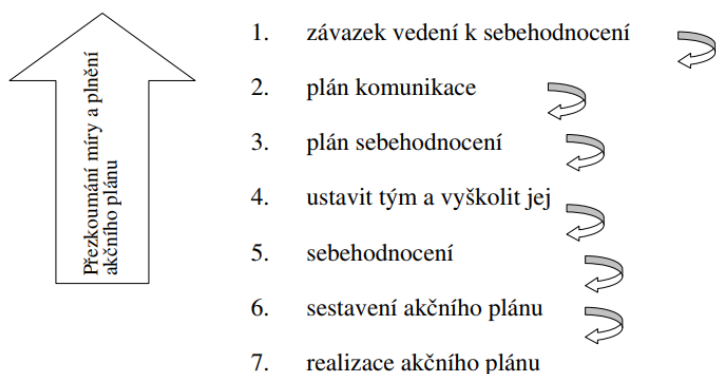 Přezkoumání míry a plnění
akčního plánu
1. závazek vedení k sebehodnocení
2. plán komunikace
3. plán sebehodnocení
4. ustavit tým a vyškolit jej
5. sebehodnocení
6. sestavení akčního plánu
7. realizace akčního plánu